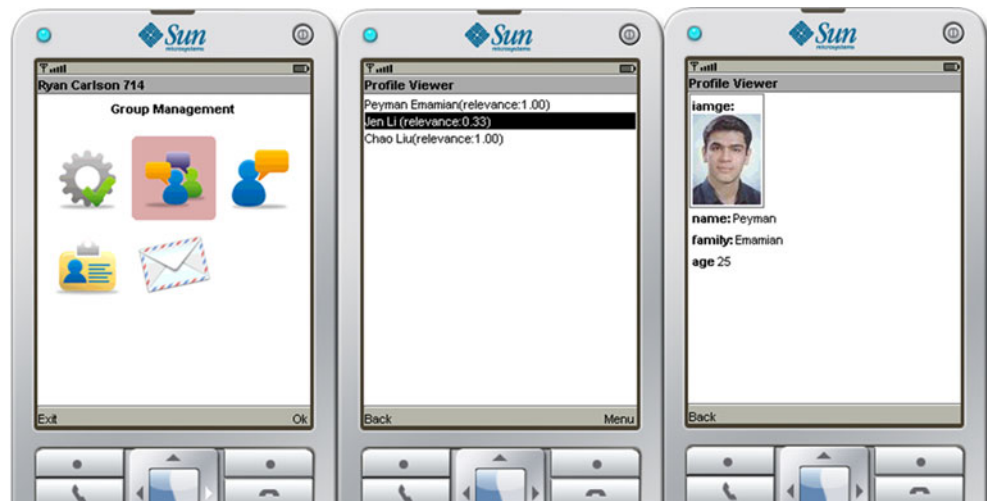 Sun
microsystems
Ryan Carlson 714
Group Management
Exit Ok
Sun
microsystems
Profile Viewer
Peyman Emamian(relevance:1.00)
Jen Li (relevance:0.33)
Chao Liu(relevance:1.00)
Back Menu
Sun
microsystems
Profile Viewer
iamge:
name: Peyman
family: Emamian
age 25
Back